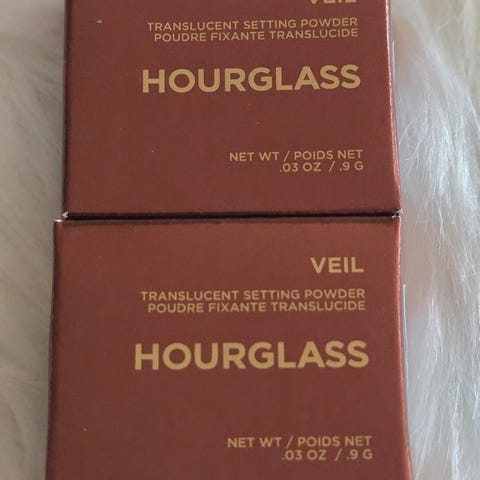 VEIL
TRANSLUCENT SETTING POWDER
POUDRE FIXANTE TRANSLUCIDE
HOURGLASS
NET WT / POIDS NET
.03 OZ / .9 G
VEIL
TRANSLUCENT SETTING POWDER
POUDRE FIXANTE TRANSLUCIDE
HOURGLASS
NET WT / POIDS NET
.03 OZ / .9 G